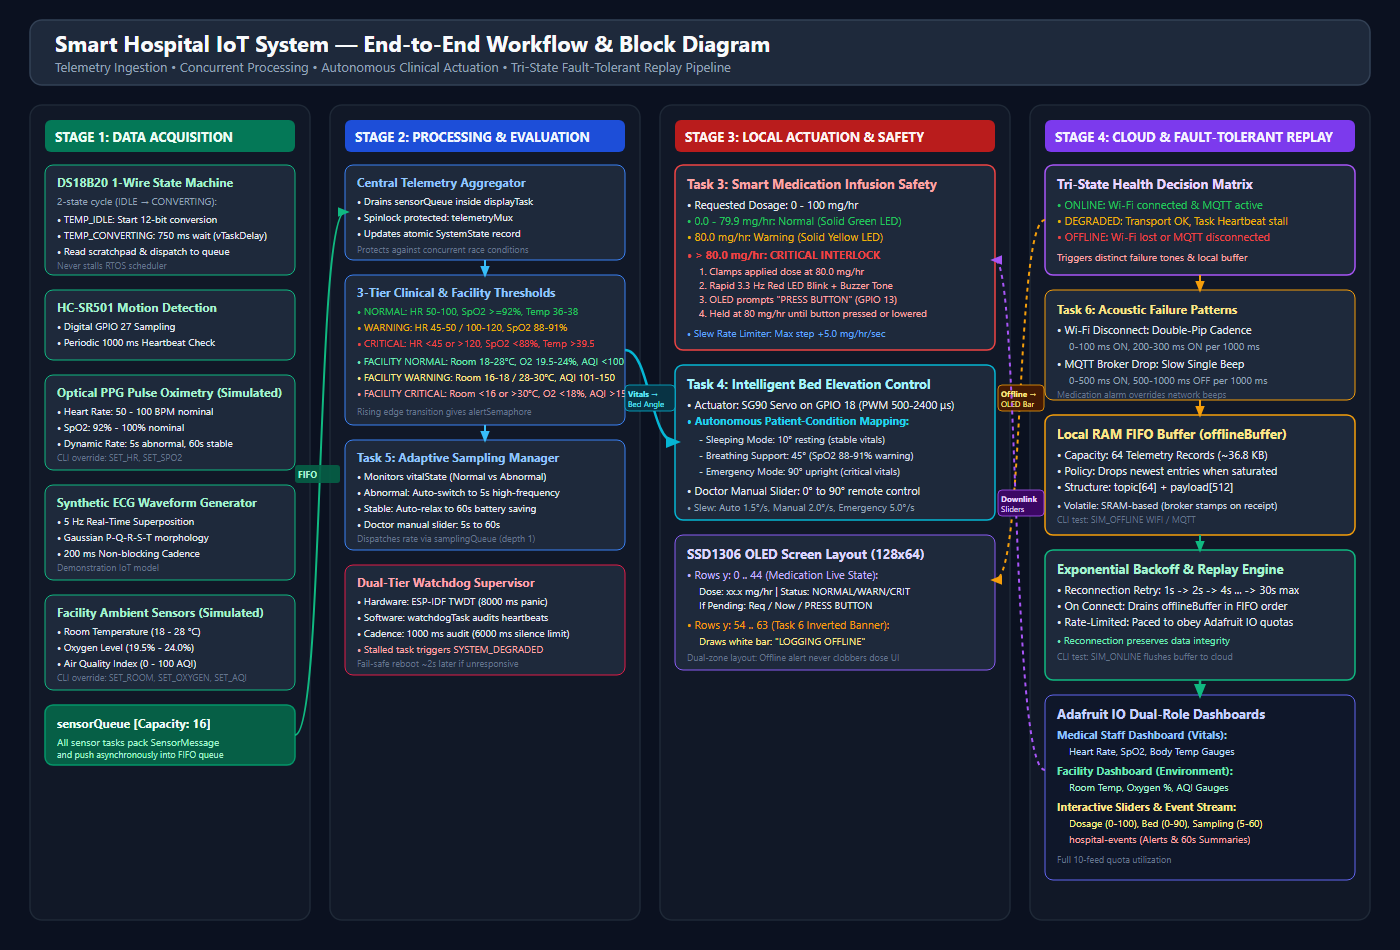 Smart Hospital IoT System — End-to-End Workflow & Block Diagram
Telemetry Ingestion • Concurrent Processing • Autonomous Clinical Actuation • Tri-State Fault-Tolerant Replay Pipeline
STAGE 1: DATA ACQUISITION
DS18B20 1-Wire State Machine
2-state cycle (IDLE → CONVERTING):
• TEMP_IDLE: Start 12-bit conversion
• TEMP_CONVERTING: 750 ms wait (vTaskDelay)
• Read scratchpad & dispatch to queue
Never stalls RTOS scheduler
HC-SR501 Motion Detection
• Digital GPIO 27 Sampling
• Periodic 1000 ms Heartbeat Check
Optical PPG Pulse Oximetry (Simulated)
• Heart Rate: 50 - 100 BPM nominal
• SpO2: 92% - 100% nominal
• Dynamic Rate: 5s abnormal, 60s stable
CLI override: SET_HR, SET_SPO2
Synthetic ECG Waveform Generator
• 5 Hz Real-Time Superposition
• Gaussian P-Q-R-S-T morphology
• 200 ms Non-blocking Cadence
Demonstration IoT model
Facility Ambient Sensors (Simulated)
• Room Temperature (18 - 28 °C)
• Oxygen Level (19.5% - 24.0%)
• Air Quality Index (0 - 100 AQI)
CLI override: SET_ROOM, SET_OXYGEN, SET_AQI
sensorQueue [Capacity: 16]
All sensor tasks pack SensorMessage
and push asynchronously into FIFO queue
FIFO
STAGE 2: PROCESSING & EVALUATION
Central Telemetry Aggregator
• Drains sensorQueue inside displayTask
• Spinlock protected: telemetryMux
• Updates atomic SystemState record
Protects against concurrent race conditions
3-Tier Clinical & Facility Thresholds
• NORMAL: HR 50-100, SpO2 >=92%, Temp 36-38
• WARNING: HR 45-50 / 100-120, SpO2 88-91%
• CRITICAL: HR <45 or >120, SpO2 <88%, Temp >39.5
• FACILITY NORMAL: Room 18-28°C, O2 19.5-24%, AQI <100
• FACILITY WARNING: Room 16-18 / 28-30°C, AQI 101-150
• FACILITY CRITICAL: Room <16 or >30°C, O2 <18%, AQI >15
Rising edge transition gives alertSemaphore
Task 5: Adaptive Sampling Manager
• Monitors vitalState (Normal vs Abnormal)
• Abnormal: Auto-switch to 5s high-frequency
• Stable: Auto-relax to 60s battery saving
• Doctor manual slider: 5s to 60s
Dispatches rate via samplingQueue (depth 1)
Dual-Tier Watchdog Supervisor
• Hardware: ESP-IDF TWDT (8000 ms panic)
• Software: watchdogTask audits heartbeats
• Cadence: 1000 ms audit (6000 ms silence limit)
• Stalled task triggers SYSTEM_DEGRADED
Fail-safe reboot ~2s later if unresponsive
Vitals →
Bed Angle
STAGE 3: LOCAL ACTUATION & SAFETY
Task 3: Smart Medication Infusion Safety
• Requested Dosage: 0 - 100 mg/hr
• 0.0 - 79.9 mg/hr: Normal (Solid Green LED)
• 80.0 mg/hr: Warning (Solid Yellow LED)
• > 80.0 mg/hr: CRITICAL INTERLOCK
1. Clamps applied dose at 80.0 mg/hr
2. Rapid 3.3 Hz Red LED Blink + Buzzer Tone
3. OLED prompts "PRESS BUTTON" (GPIO 13)
4. Held at 80 mg/hr until button pressed or lowered
• Slew Rate Limiter: Max step +5.0 mg/hr/sec
Task 4: Intelligent Bed Elevation Control
• Actuator: SG90 Servo on GPIO 18 (PWM 500-2400 µs)
• Autonomous Patient-Condition Mapping:
- Sleeping Mode: 10° resting (stable vitals)
- Breathing Support: 45° (SpO2 88-91% warning)
- Emergency Mode: 90° upright (critical vitals)
• Doctor Manual Slider: 0° to 90° remote control
• Slew: Auto 1.5°/s, Manual 2.0°/s, Emergency 5.0°/s
SSD1306 OLED Screen Layout (128x64)
• Rows y: 0 .. 44 (Medication Live State):
Dose: xx.x mg/hr | Status: NORMAL/WARN/CRIT
If Pending: Req / Now / PRESS BUTTON
• Rows y: 54 .. 63 (Task 6 Inverted Banner):
Draws white bar: "LOGGING OFFLINE"
Dual-zone layout: Offline alert never clobbers dose UI
Offline →
OLED Bar
Downlink
Sliders
STAGE 4: CLOUD & FAULT-TOLERANT REPLAY
Tri-State Health Decision Matrix
• ONLINE: Wi-Fi connected & MQTT active
• DEGRADED: Transport OK, Task Heartbeat stall
• OFFLINE: Wi-Fi lost or MQTT disconnected
Triggers distinct failure tones & local buffer
Task 6: Acoustic Failure Patterns
• Wi-Fi Disconnect: Double-Pip Cadence
0-100 ms ON, 200-300 ms ON per 1000 ms
• MQTT Broker Drop: Slow Single Beep
0-500 ms ON, 500-1000 ms OFF per 1000 ms
Medication alarm overrides network beeps
Local RAM FIFO Buffer (offlineBuffer)
• Capacity: 64 Telemetry Records (~36.8 KB)
• Policy: Drops newest entries when saturated
• Structure: topic[64] + payload[512]
• Volatile: SRAM-based (broker stamps on receipt)
CLI test: SIM_OFFLINE WIFI / MQTT
Exponential Backoff & Replay Engine
• Reconnection Retry: 1s -> 2s -> 4s ... -> 30s max
• On Connect: Drains offlineBuffer in FIFO order
• Rate-Limited: Paced to obey Adafruit IO quotas
• Reconnection preserves data integrity
CLI test: SIM_ONLINE flushes buffer to cloud
Adafruit IO Dual-Role Dashboards
Medical Staff Dashboard (Vitals):
Heart Rate, SpO2, Body Temp Gauges
Facility Dashboard (Environment):
Room Temp, Oxygen %, AQI Gauges
Interactive Sliders & Event Stream:
Dosage (0-100), Bed (0-90), Sampling (5-60)
hospital-events (Alerts & 60s Summaries)
Full 10-feed quota utilization